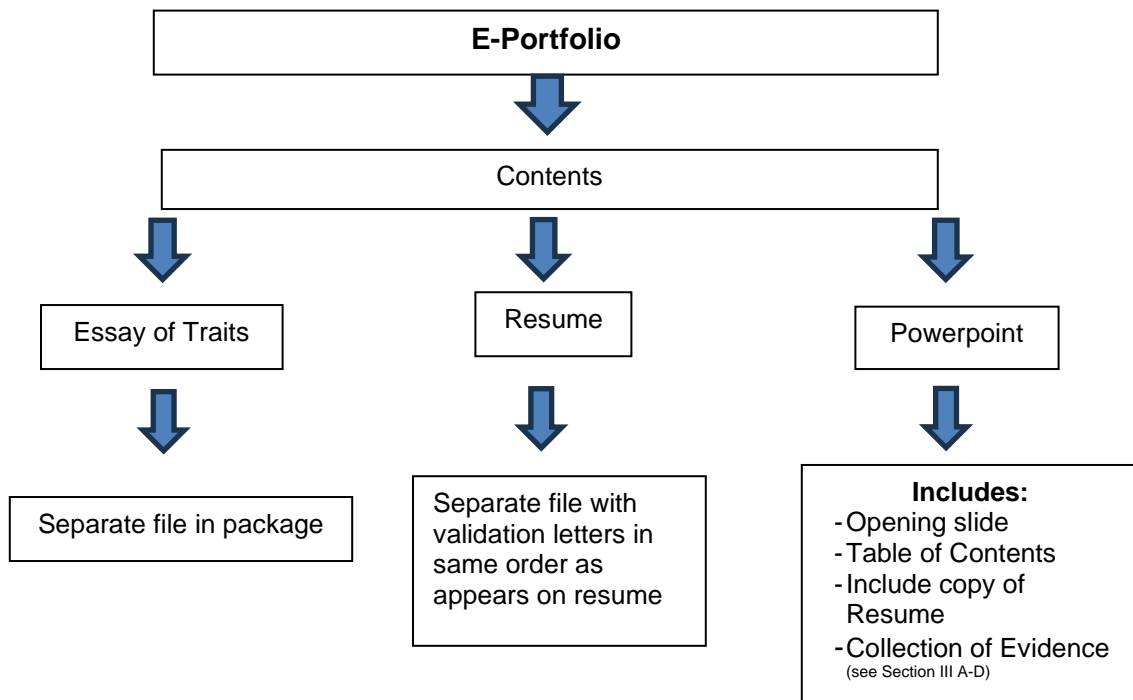 E-Portfolio
Contents
Essay of Traits
Resume
Powerpoint
Separate file in package
Separate file with
validation letters in
same order as
appears on resume
Includes:
-Opening slide
-Table of Contents
-Include copy of
Resume
-Collection of Evidence
(see Section III A-D)